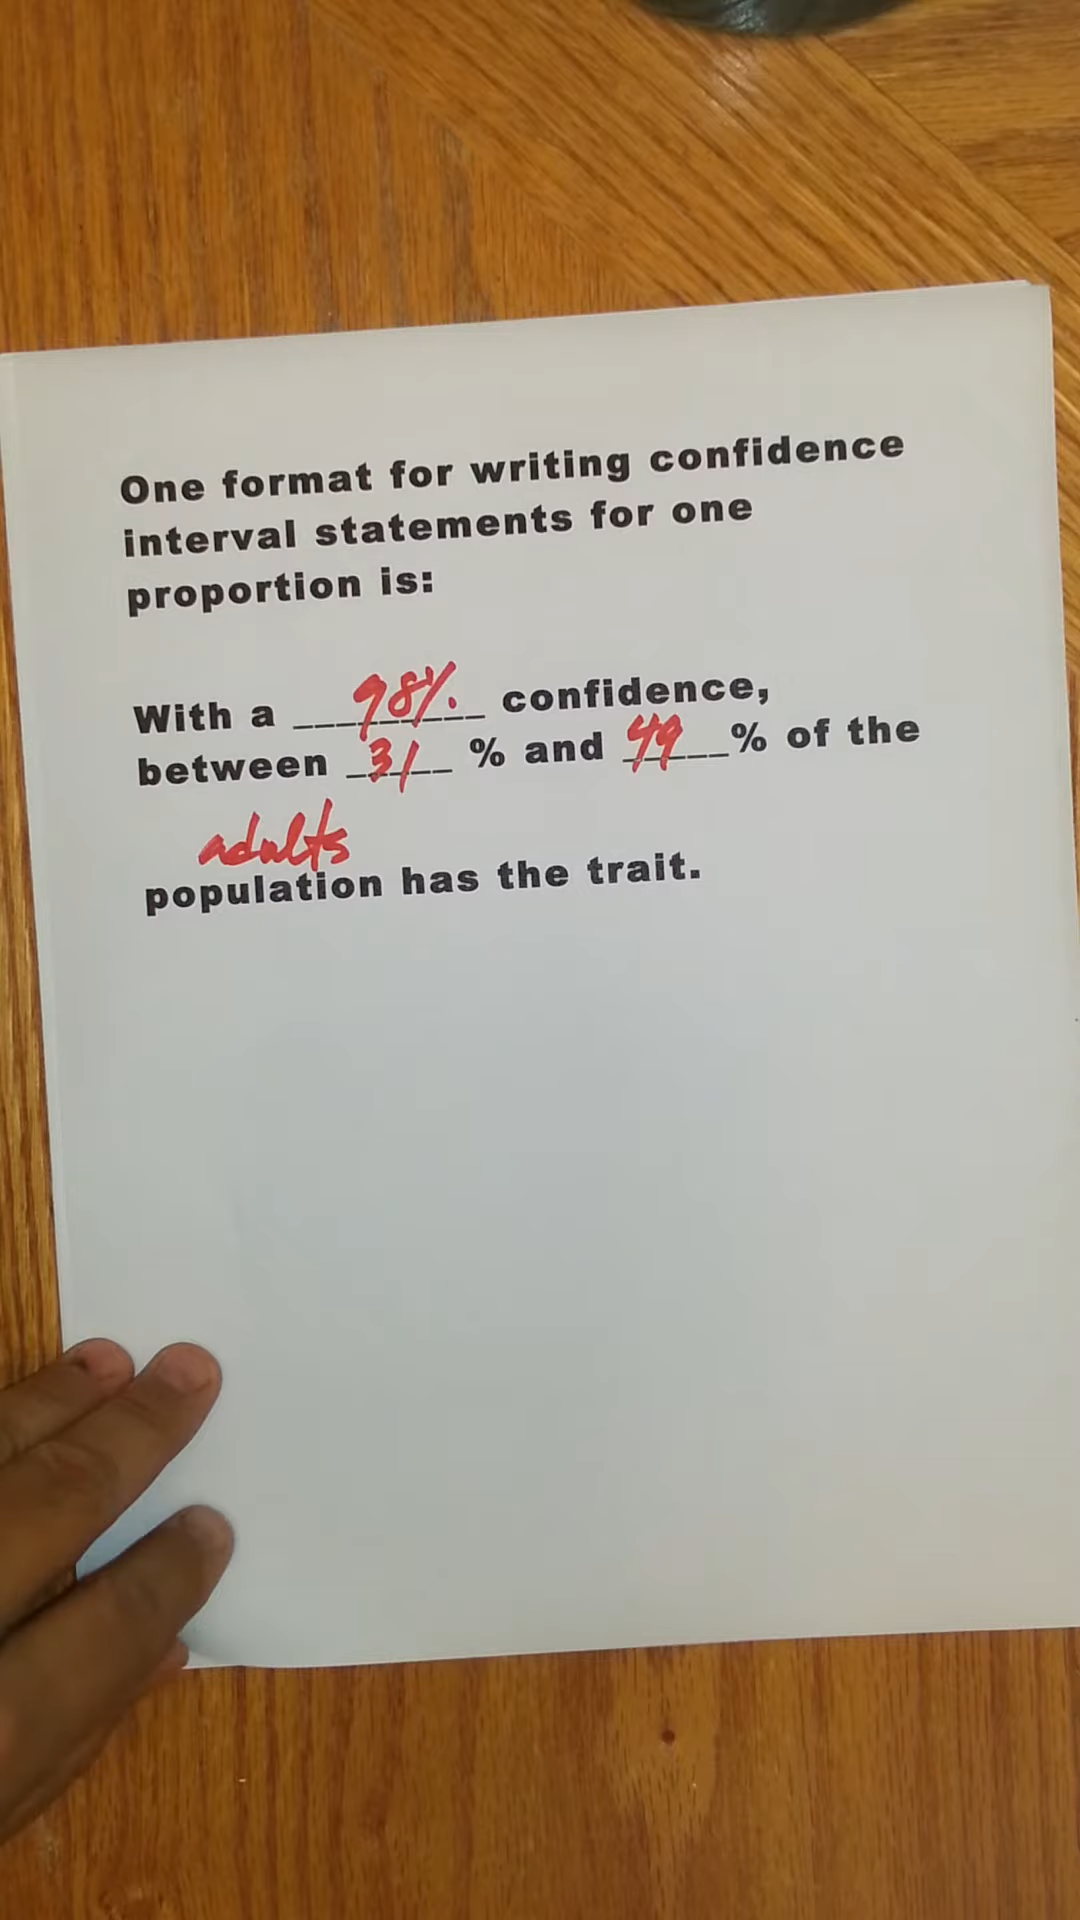 One format for writing confidence
interval statements for one
proportion is:
With a 98% confidence,
between 31 % and 49 % of the
adults
population has the trait.